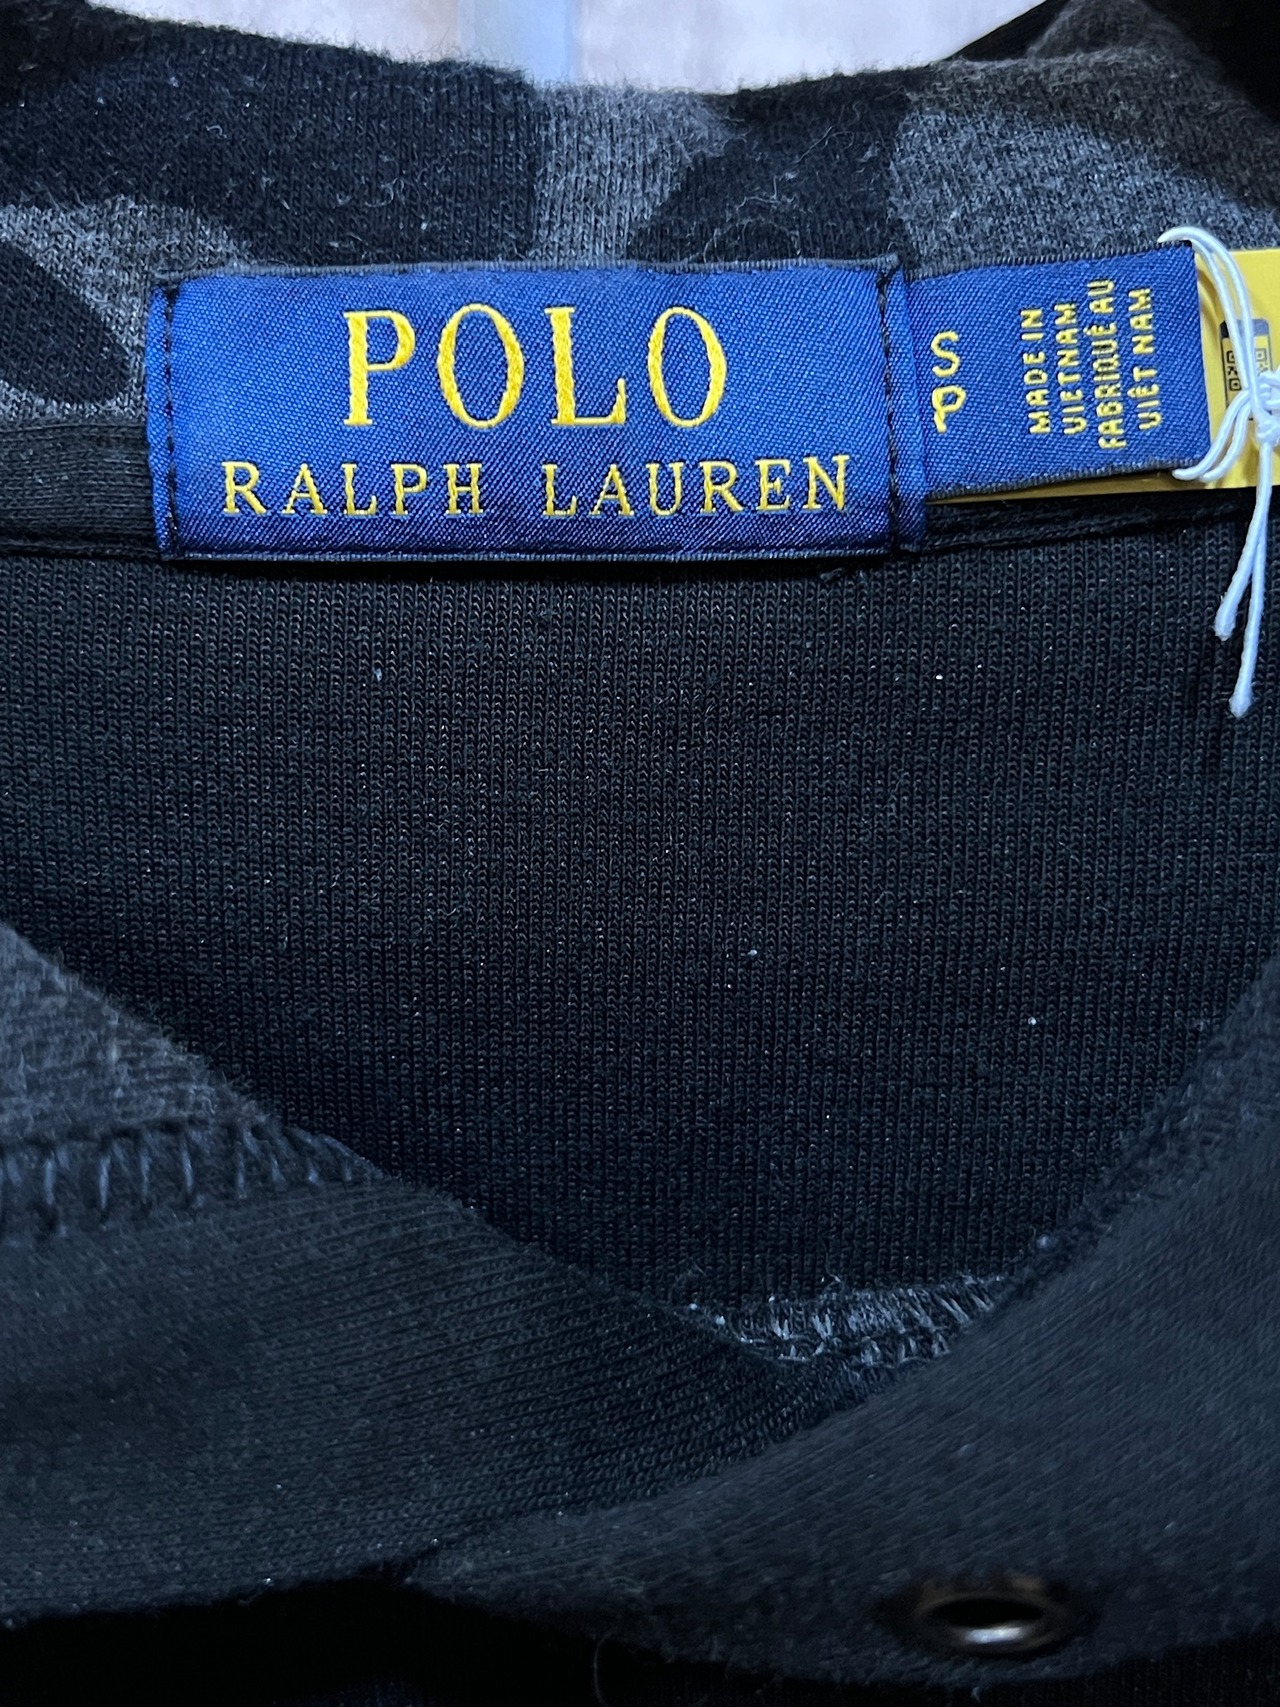 POLO
RALPH LAUREN
S
P
MADE IN
VIETNAM
FABRIQUÉ AU
VIÊT NAM